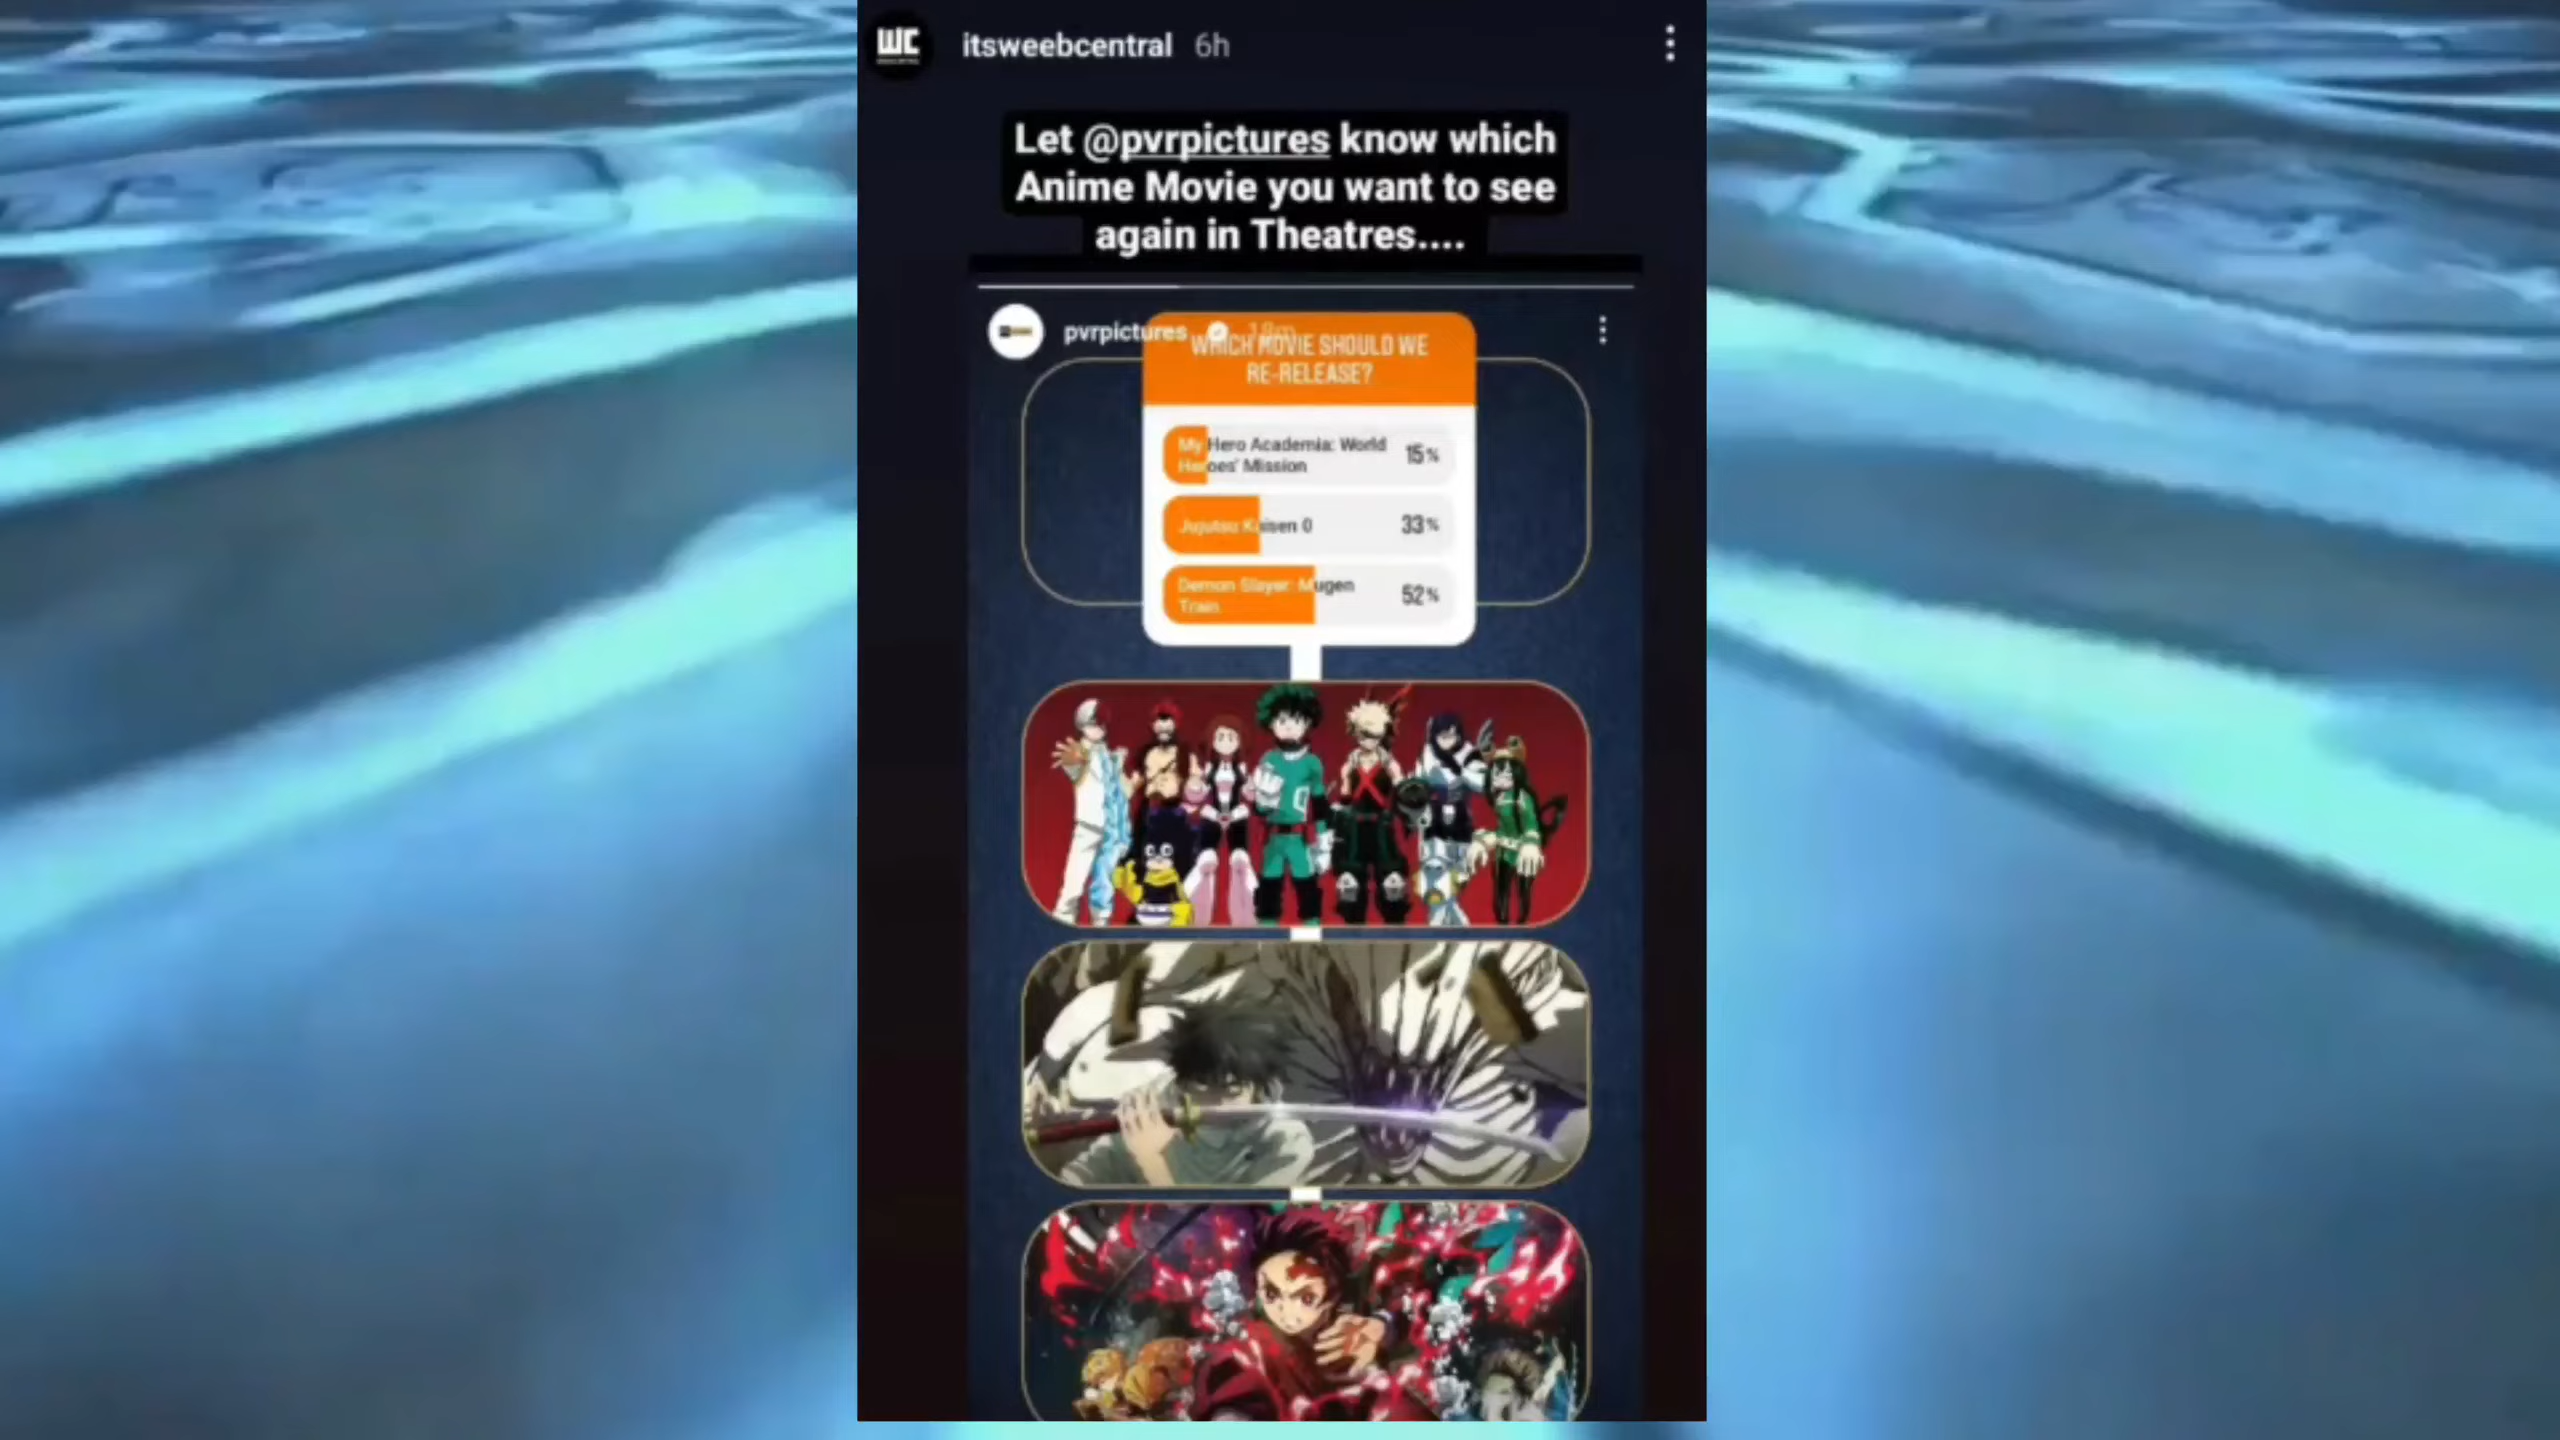 WC
itsweebcentral 6h
Let @pvrpictures know which
Anime Movie you want to see
again in Theatres....
pvrpictures
WHICH MOVIE SHOULD WE
RE-RELEASE?
My Hero Academia: World
Heroes' Mission
15%
Jujutsu Kaisen 0
33%
Demon Slayer: Mugen
Train
52%